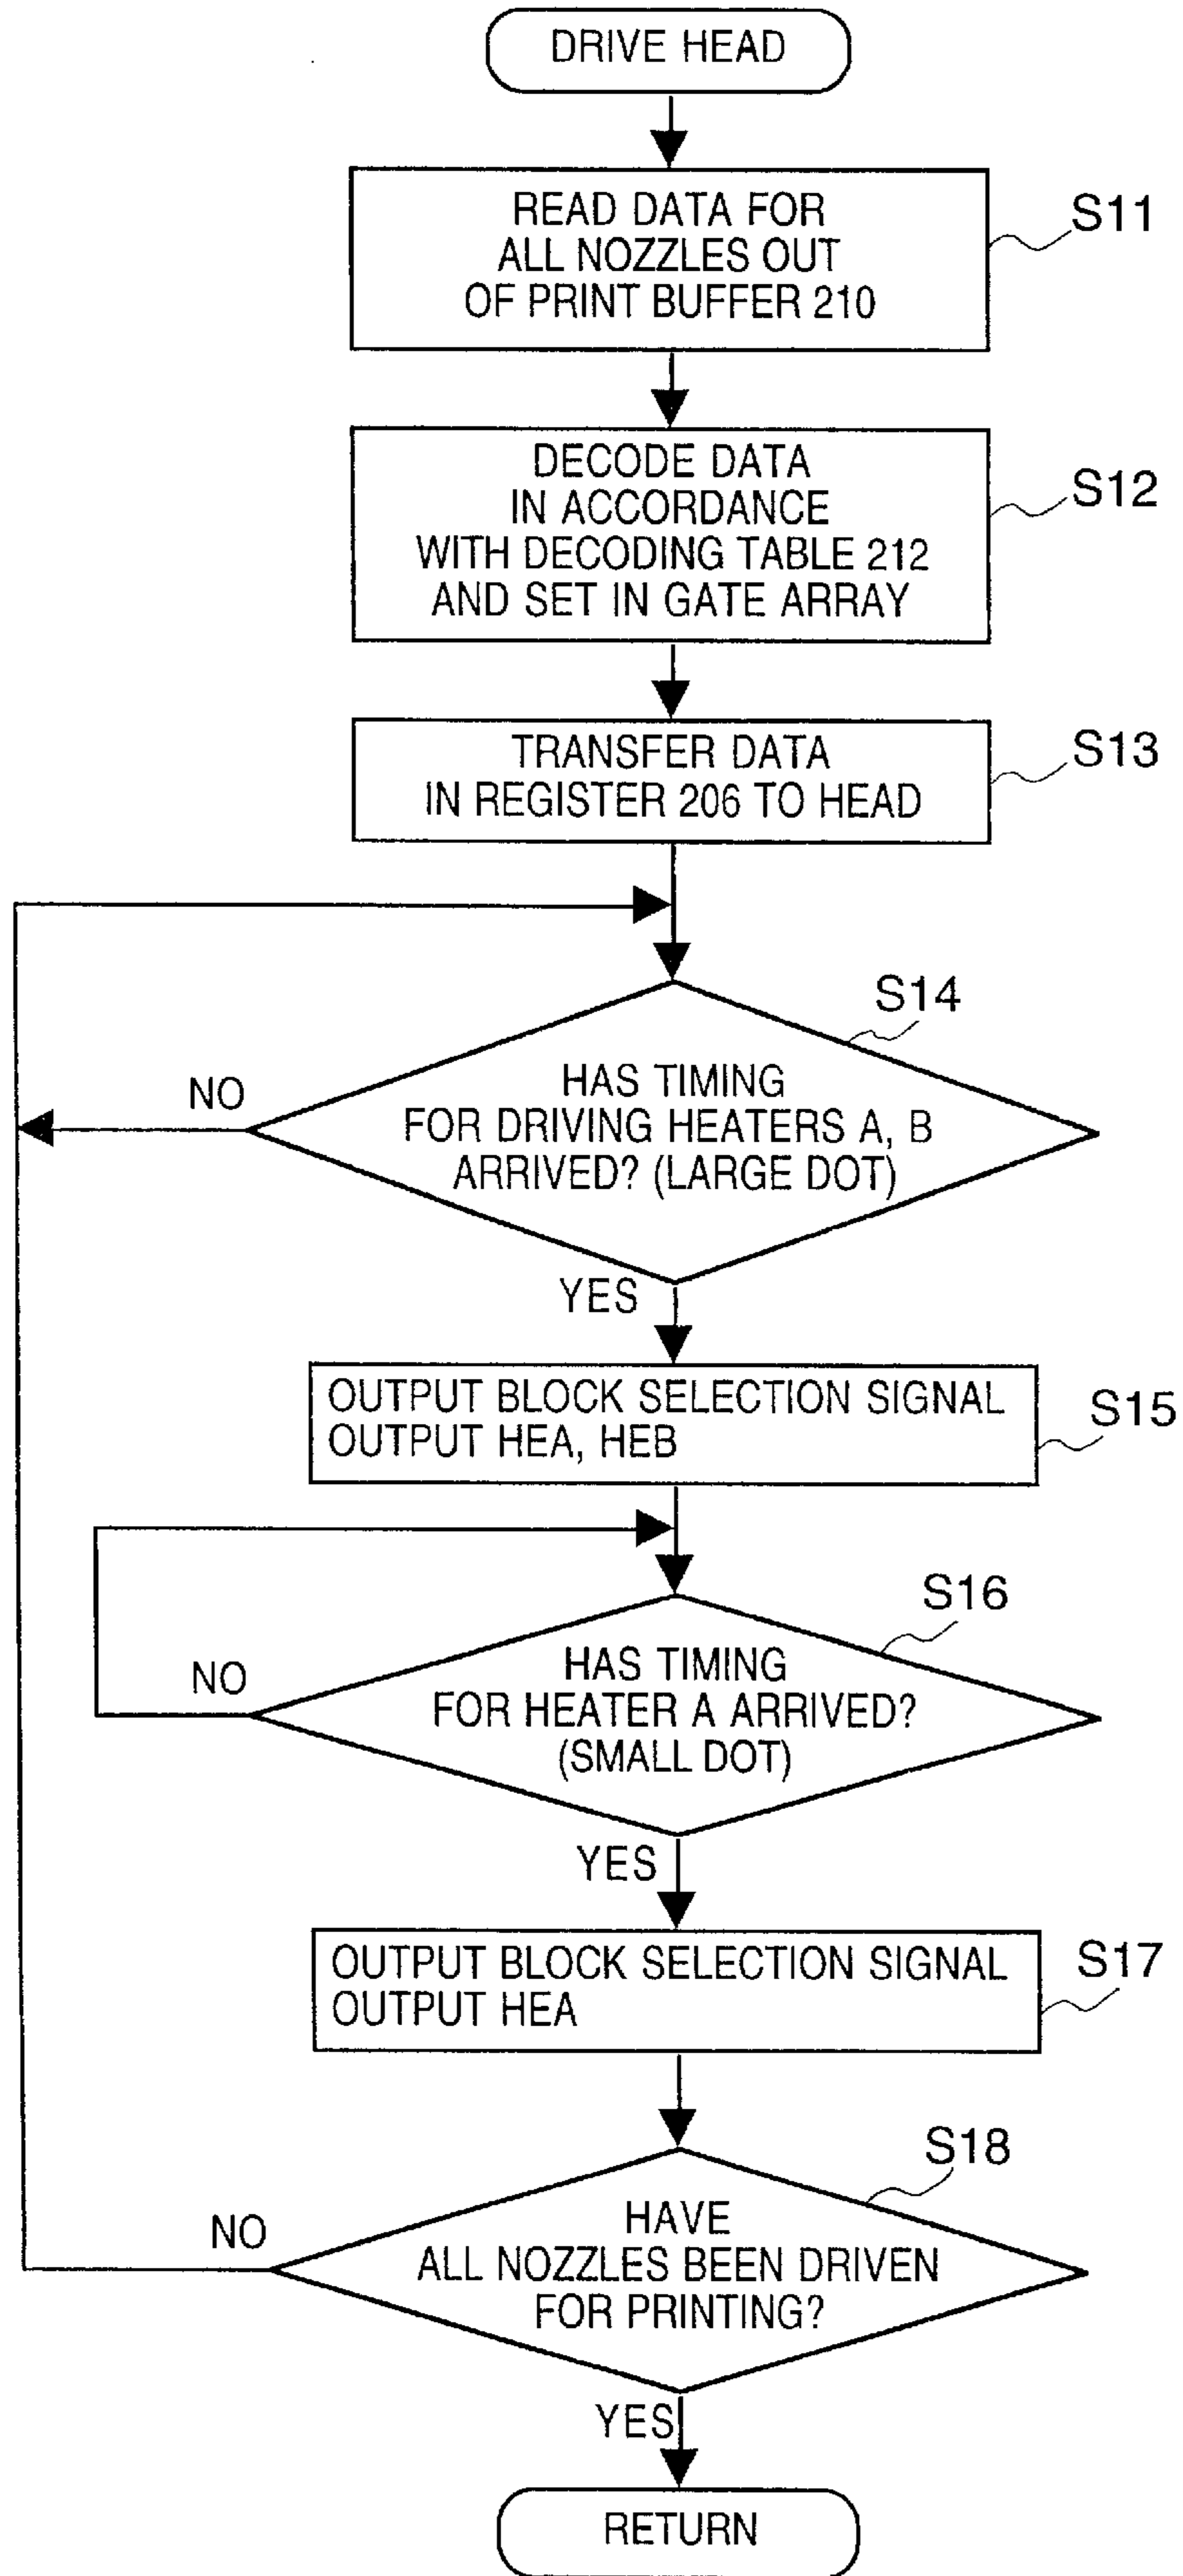 DRIVE HEAD
READ DATA FOR
ALL NOZZLES OUT
OF PRINT BUFFER 210
S11
DECODE DATA
IN ACCORDANCE
WITH DECODING TABLE 212
AND SET IN GATE ARRAY
S12
TRANSFER DATA
IN REGISTER 206 TO HEAD
S13
S14
HAS TIMING
FOR DRIVING HEATERS A, B
ARRIVED? (LARGE DOT)
NO
YES
OUTPUT BLOCK SELECTION SIGNAL
OUTPUT HEA, HEB
S15
S16
HAS TIMING
FOR HEATER A ARRIVED?
(SMALL DOT)
NO
YES
OUTPUT BLOCK SELECTION SIGNAL
OUTPUT HEA
S17
S18
HAVE
ALL NOZZLES BEEN DRIVEN
FOR PRINTING?
NO
YES
RETURN